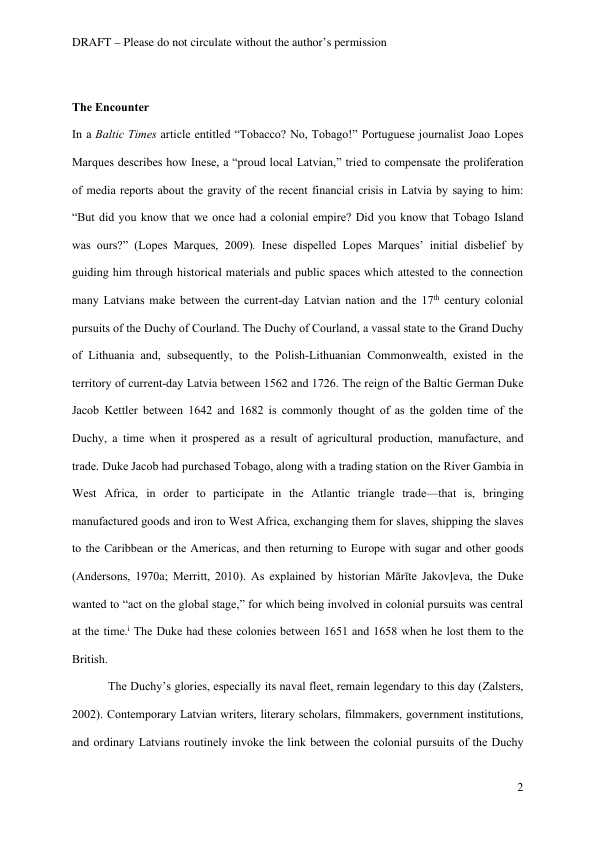 DRAFT – Please do not circulate without the author’s permission
The Encounter
In a Baltic Times article entitled “Tobacco? No, Tobago!” Portuguese journalist Joao Lopes
Marques describes how Inese, a “proud local Latvian,” tried to compensate the proliferation
of media reports about the gravity of the recent financial crisis in Latvia by saying to him:
“But did you know that we once had a colonial empire? Did you know that Tobago Island
was ours?” (Lopes Marques, 2009). Inese dispelled Lopes Marques’ initial disbelief by
guiding him through historical materials and public spaces which attested to the connection
many Latvians make between the current-day Latvian nation and the 17th century colonial
pursuits of the Duchy of Courland. The Duchy of Courland, a vassal state to the Grand Duchy
of Lithuania and, subsequently, to the Polish-Lithuanian Commonwealth, existed in the
territory of current-day Latvia between 1562 and 1726. The reign of the Baltic German Duke
Jacob Kettler between 1642 and 1682 is commonly thought of as the golden time of the
Duchy, a time when it prospered as a result of agricultural production, manufacture, and
trade. Duke Jacob had purchased Tobago, along with a trading station on the River Gambia in
West Africa, in order to participate in the Atlantic triangle trade—that is, bringing
manufactured goods and iron to West Africa, exchanging them for slaves, shipping the slaves
to the Caribbean or the Americas, and then returning to Europe with sugar and other goods
(Andersons, 1970a; Merritt, 2010). As explained by historian Mārīte Jakovļeva, the Duke
wanted to “act on the global stage,” for which being involved in colonial pursuits was central
at the time.i The Duke had these colonies between 1651 and 1658 when he lost them to the
British.
The Duchy’s glories, especially its naval fleet, remain legendary to this day (Zalsters,
2002). Contemporary Latvian writers, literary scholars, filmmakers, government institutions,
and ordinary Latvians routinely invoke the link between the colonial pursuits of the Duchy
2